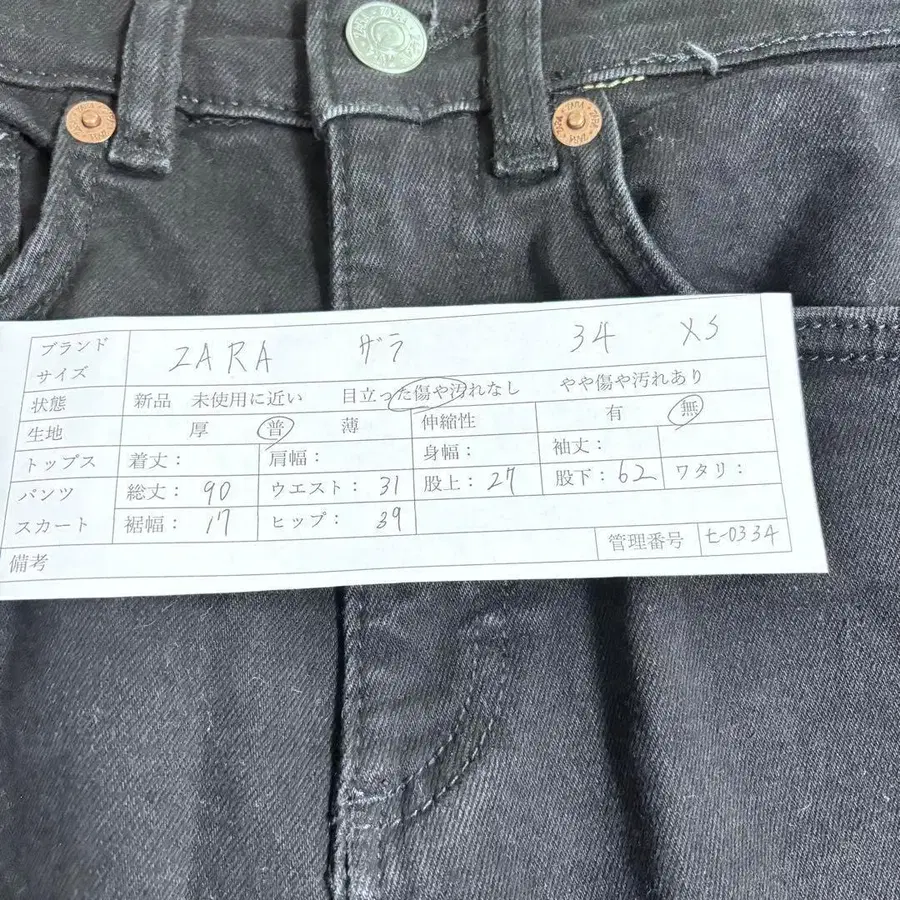 ZARA
ZARA
ZARA
ブランド ZARA ザラ 34 XS
サイズ
状態 新品 未使用に近い 目立った傷や汚れなし やや傷や汚れあり
生地 厚 普 薄 伸縮性 有 無
トップス 着丈： 肩幅： 身幅： 袖丈：
パンツ 総丈： 90 ウエスト： 31 股上： 27 股下： 62 ワタリ：
スカート 裾幅： 17 ヒップ： 39
備考 管理番号 セ-0334